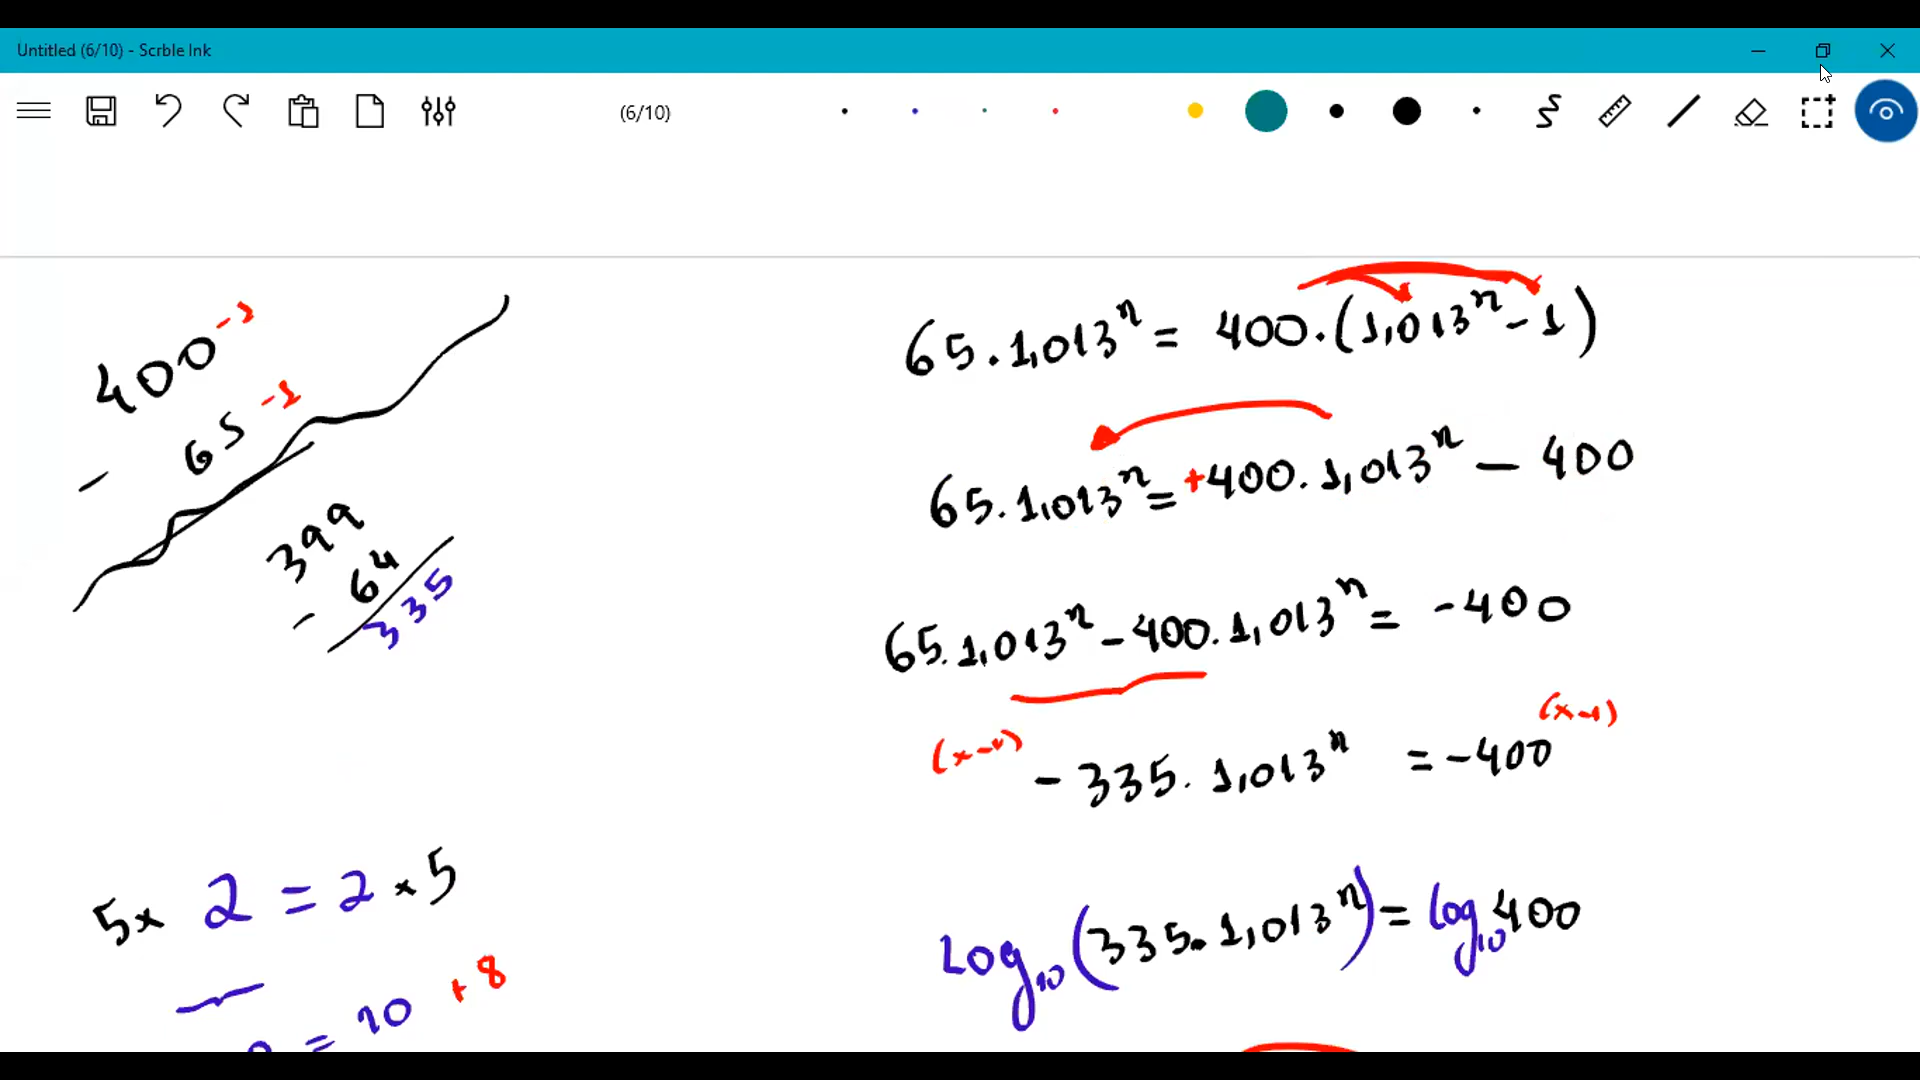 Untitled (6/10) - Scrble Ink
(6/10)
400-1
- 65-1
399
- 64
335
5x 2 = 2 x 5
= 10 + 8
65.1,013ⁿ = 400.(1,013ⁿ-1)
65.1,013ⁿ=+400.1,013ⁿ-400
65.1,013ⁿ-400.1,013ⁿ= -400
-335.1,013ⁿ =-400(x-1)
Log₁₀(335.1,013ⁿ)=log₁₀400